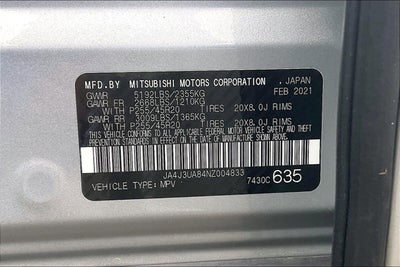 MFD.BY MITSUBISHI MOTORS CORPORATION , JAPAN
GVWR 5192LBS/2355KG FEB 2021
GAWR FR 2668LBS/1210KG
WITH P255/45R20 TIRES 20X8.0J RIMS
GAWR RR 3009LBS/1365KG
WITH P255/45R20 TIRES 20X8.0J RIMS
THIS VEHICLE CONFORMS TO ALL APPLICABLE
FEDERAL MOTOR VEHICLE SAFETY AND THEFT
PREVENTION STANDARDS IN EFFECT ON THE
DATE OF MANUFACTURE SHOWN ABOVE.
JA4J3UA84NZ004833
VEHICLE TYPE: MPV 7430C 635